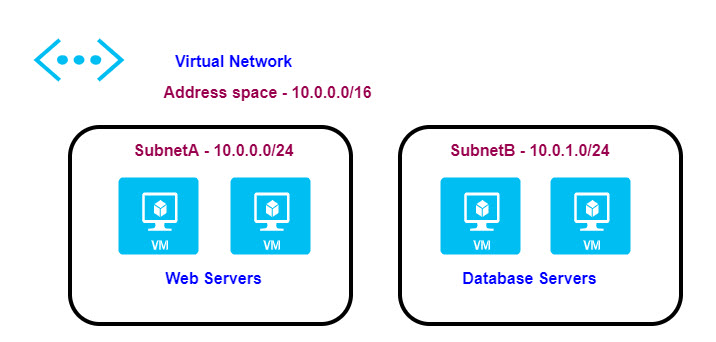 Virtual Network
Address space - 10.0.0.0/16
SubnetA - 10.0.0.0/24
VM
VM
Web Servers
SubnetB - 10.0.1.0/24
VM
VM
Database Servers